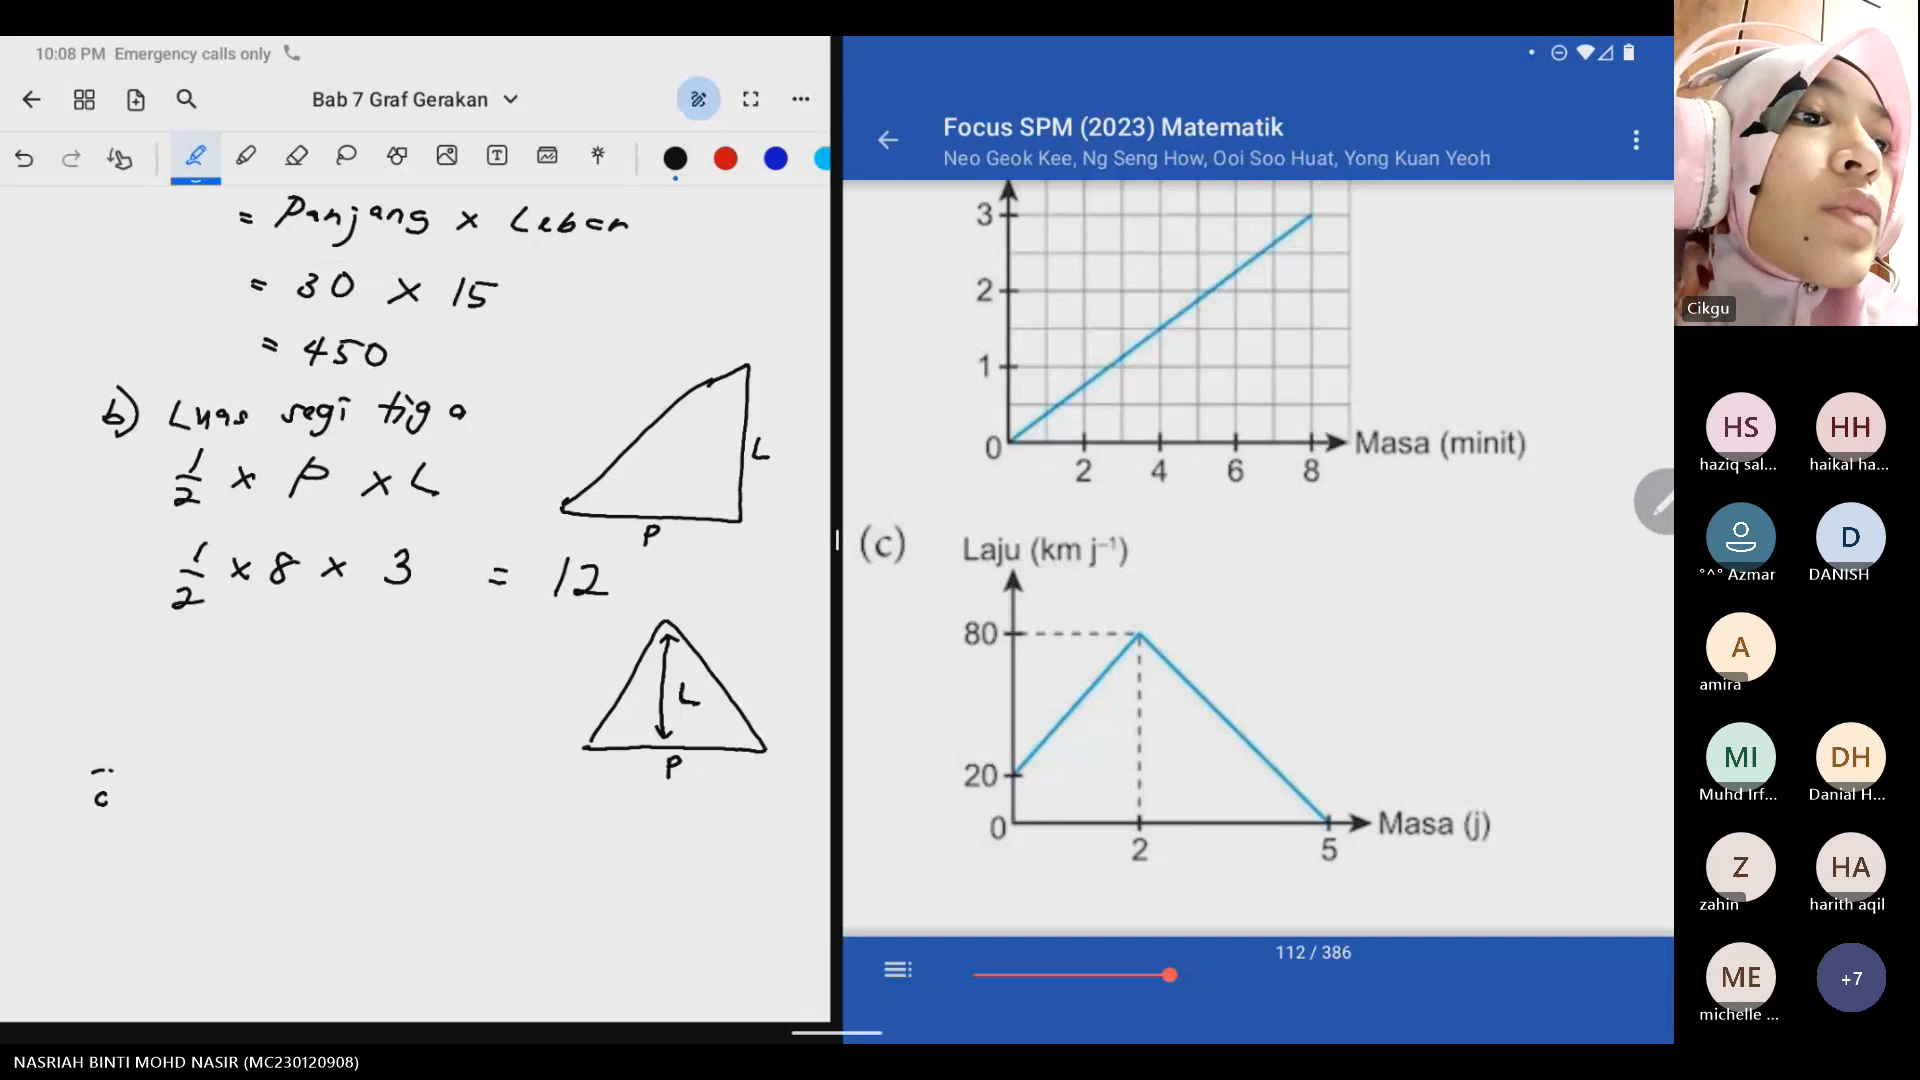 10:08 PM Emergency calls only
Bab 7 Graf Gerakan
T
= Panjang x Lebar
= 30 x 15
= 450
b) Luas segi tiga
1/2 x P x L
1/2 x 8 x 3 = 12
L
P
L
P
c
Focus SPM (2023) Matematik
Neo Geok Kee, Ng Seng How, Ooi Soo Huat, Yong Kuan Yeoh
3
2
1
0
2 4 6 8
Masa (minit)
(c) Laju (km j⁻¹)
80
20
0
2 5
Masa (j)
112 / 386
Cikgu
HS HH
haziq sal... haikal ha...
D
°^° Azmar DANISH
A
amira
MI DH
Muhd Irf... Danial H...
Z HA
zahin harith aqil
ME +7
michelle ...
NASRIAH BINTI MOHD NASIR (MC230120908)